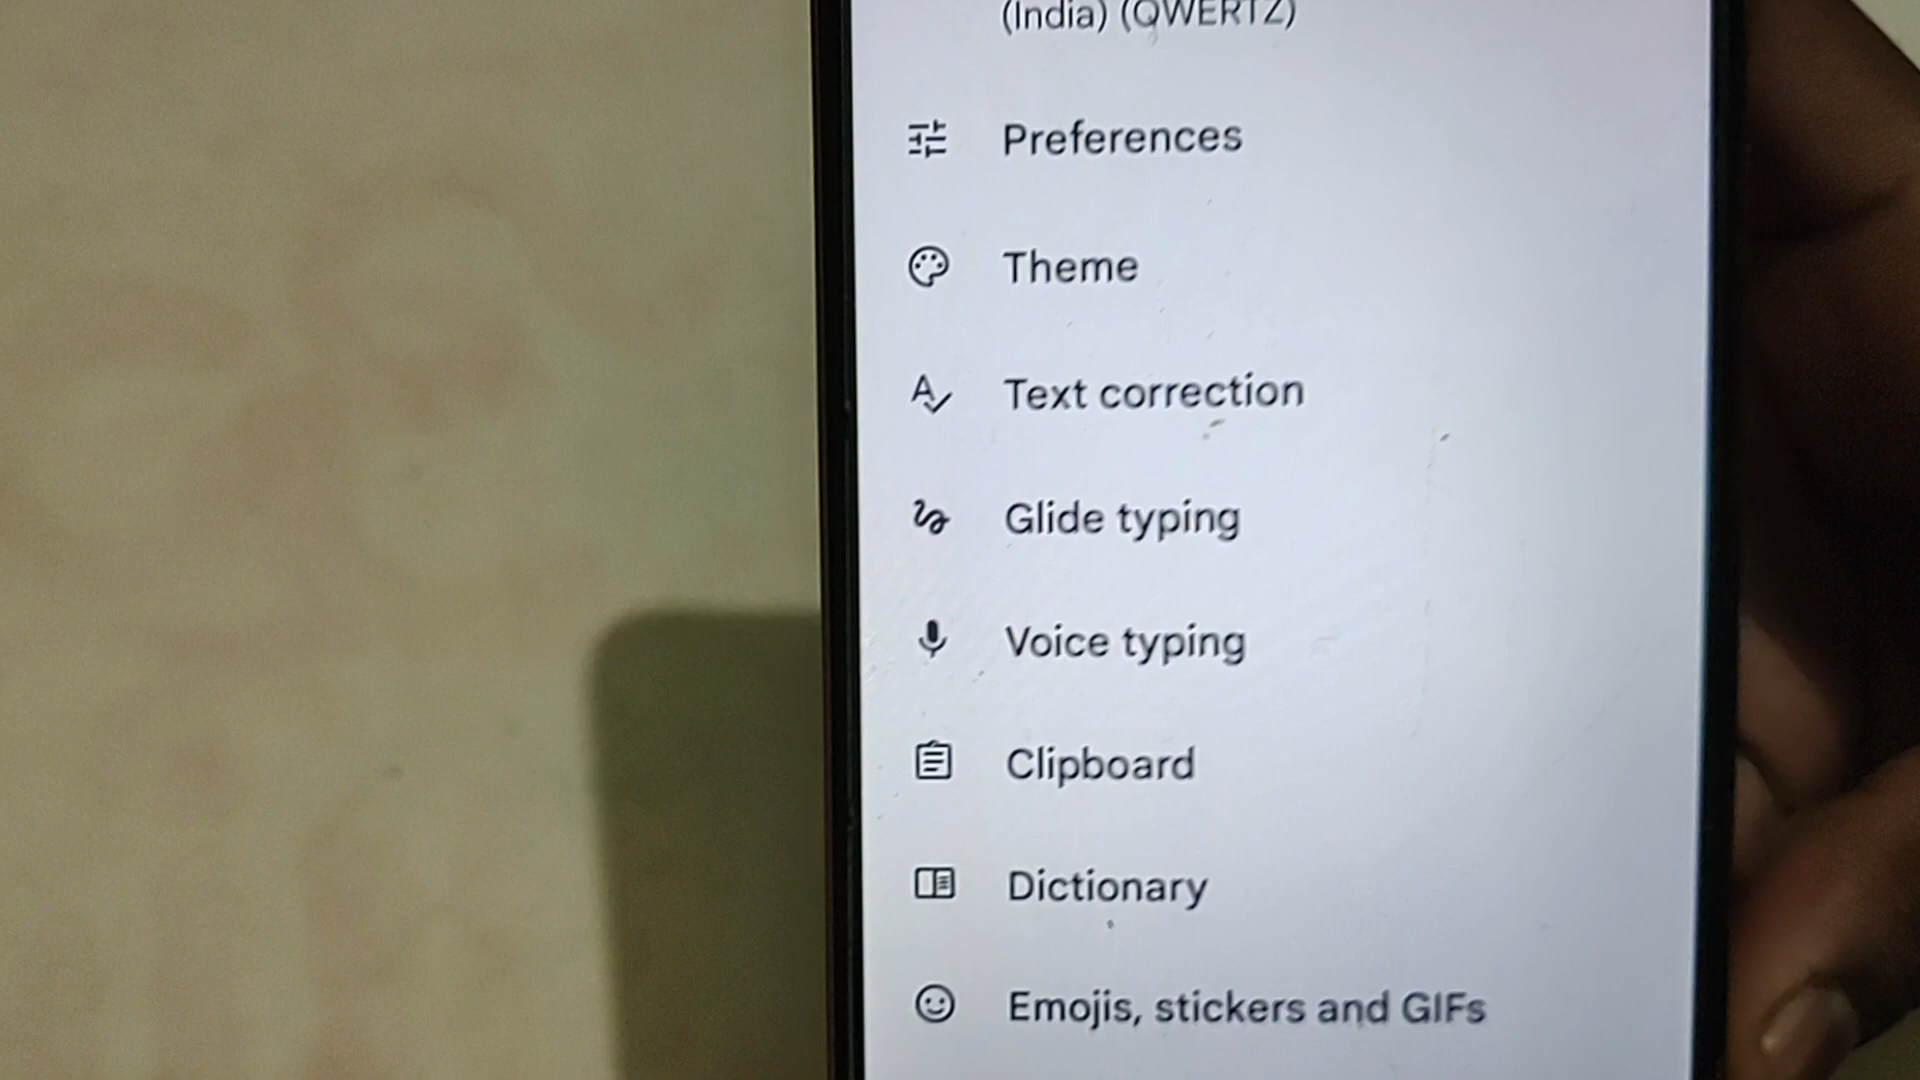 (India) (QWERTZ)
Preferences
Theme
Text correction
Glide typing
Voice typing
Clipboard
Dictionary
Emojis, stickers and GIFs